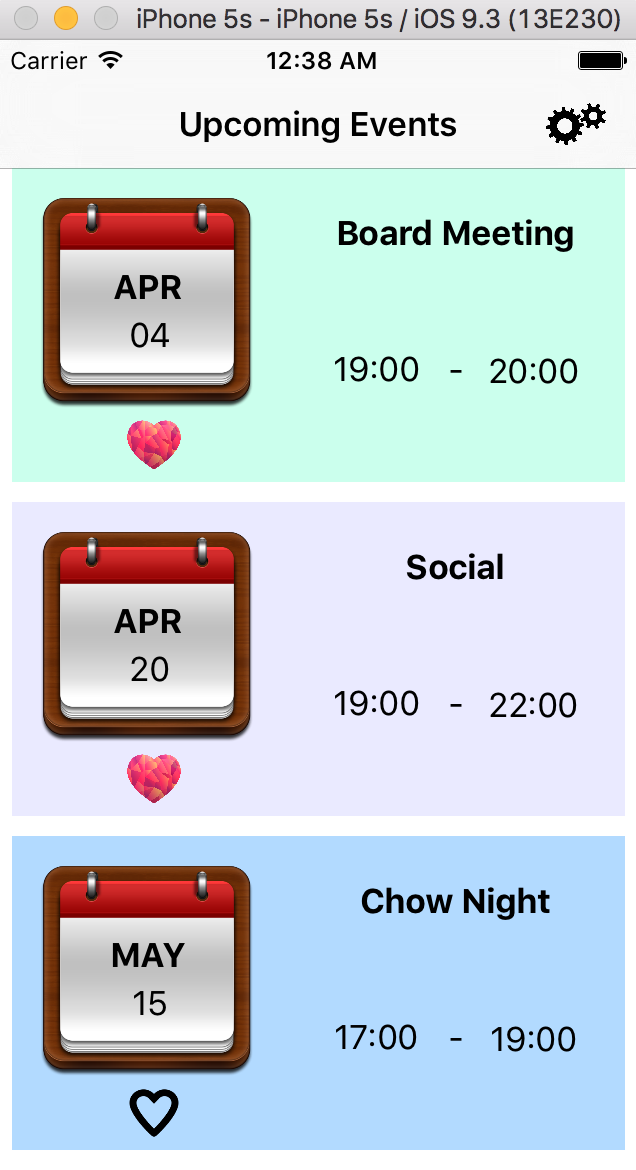 iPhone 5s - iPhone 5s / iOS 9.3 (13E230)
Carrier 12:38 AM
Upcoming Events
Board Meeting
APR
04
19:00 - 20:00
Social
APR
20
19:00 - 22:00
Chow Night
MAY
15
17:00 - 19:00